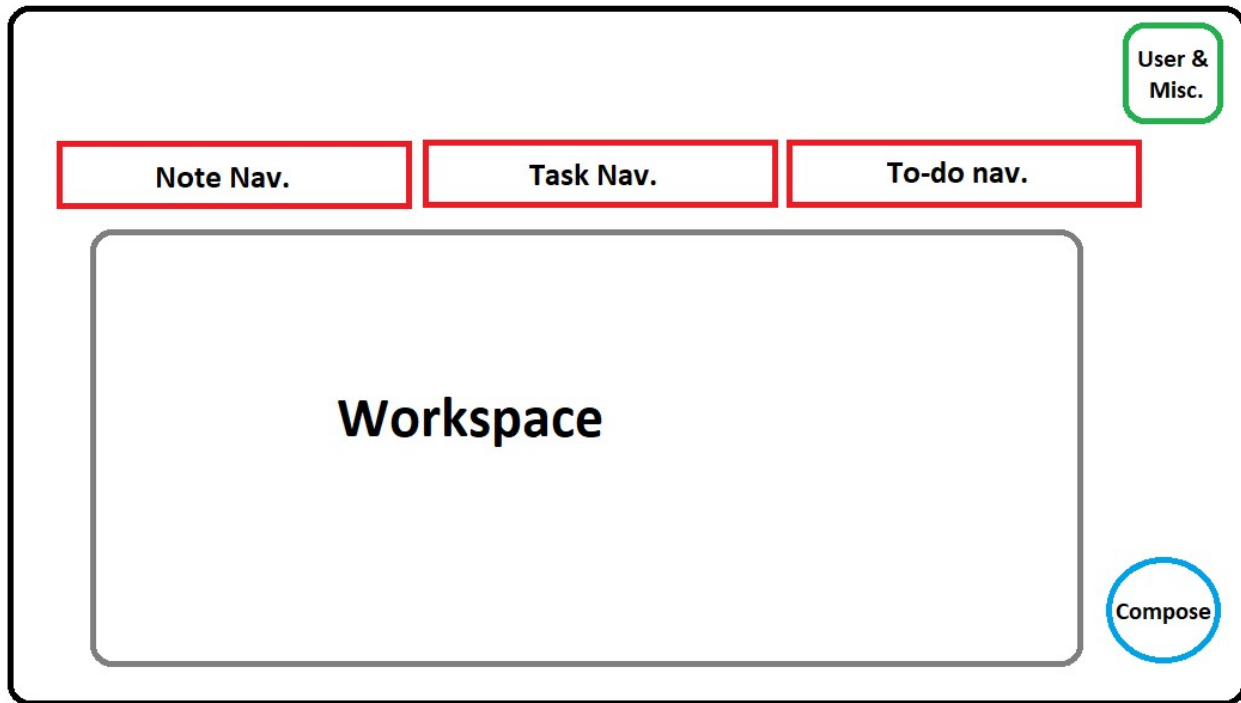 User &
Misc.
Note Nav.
Task Nav.
To-do nav.
Workspace
Compose